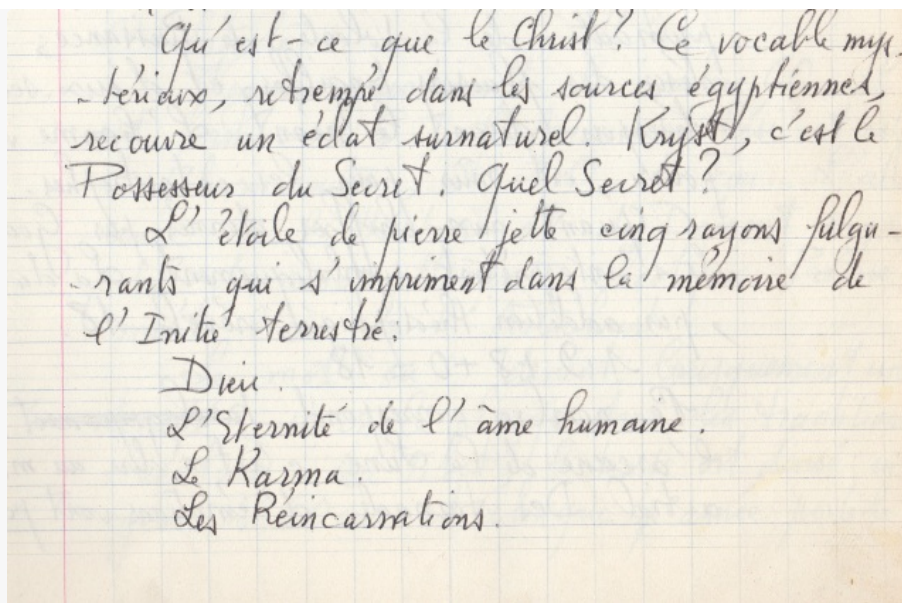 Qu'est-ce que le Christ? Ce vocable mys-
-térieux, retrempé dans les sources égyptiennes,
recouvre un éclat surnaturel. Kryst, c'est le
Possesseur du Secret. Quel Secret?
L'étoile de pierre jette cinq rayons fulgu-
-rants qui s'impriment dans la mémoire de
l'Initié terrestre:
Dieu.
L'Eternité de l'âme humaine.
Le Karma.
Les Réincarnations.